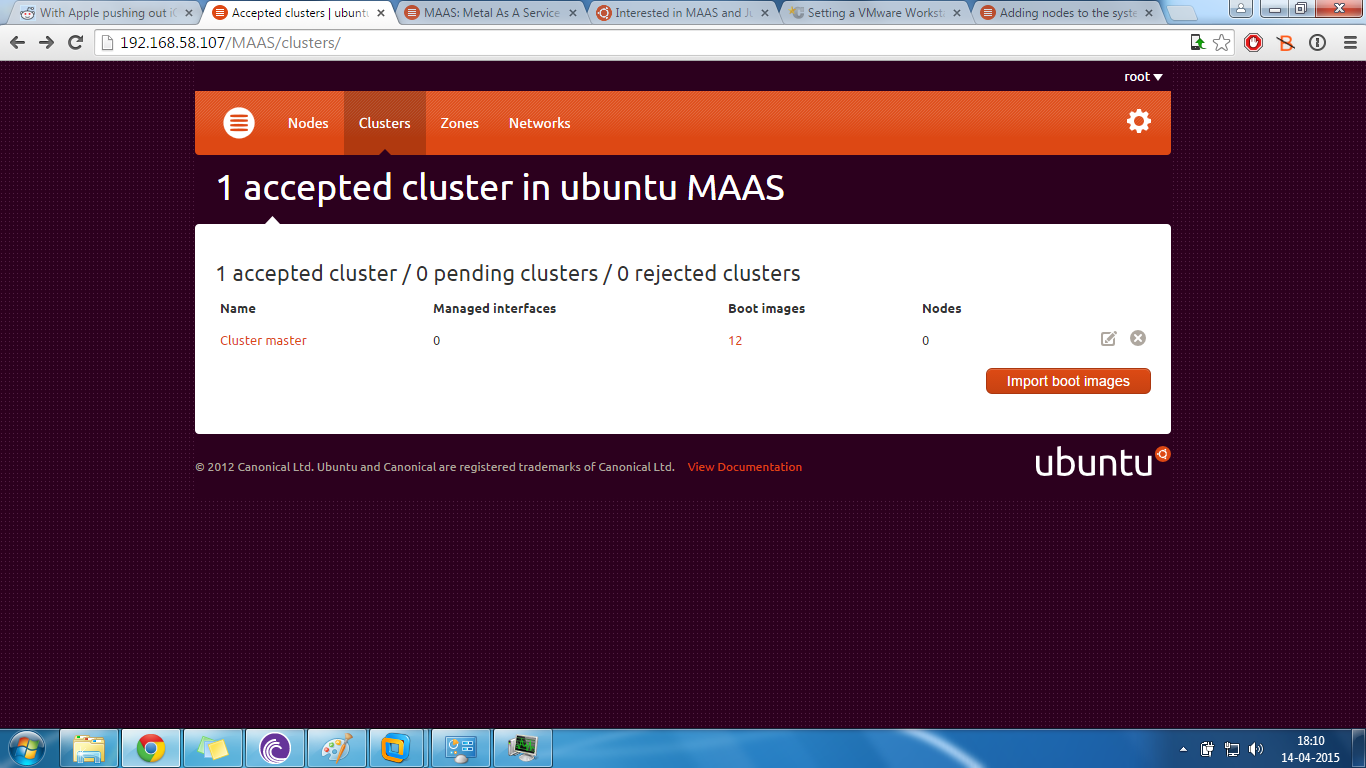 With Apple pushing out i
Accepted clusters | ubuntu
MAAS: Metal As A Service
Interested in MAAS and Ju
Setting a VMware Worksta
Adding nodes to the syste
192.168.58.107/MAAS/clusters/
root
Nodes Clusters Zones Networks
1 accepted cluster in ubuntu MAAS
1 accepted cluster / 0 pending clusters / 0 rejected clusters
Name Managed interfaces Boot images Nodes
Cluster master 0 12 0
Import boot images
© 2012 Canonical Ltd. Ubuntu and Canonical are registered trademarks of Canonical Ltd. View Documentation
ubuntu
18:10
14-04-2015